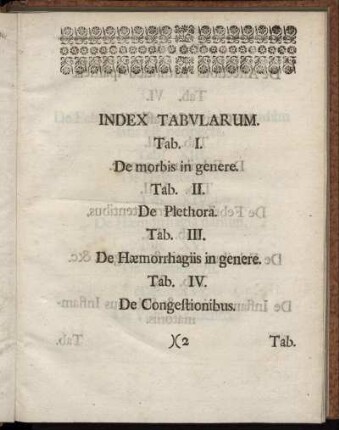 INDEX TABVLARUM.
Tab. I.
De morbis in genere.
Tab. II.
De Plethora.
Tab. III.
De Hæmorrhagiis in genere.
Tab. IV.
De Congestionibus.
)(2 Tab.